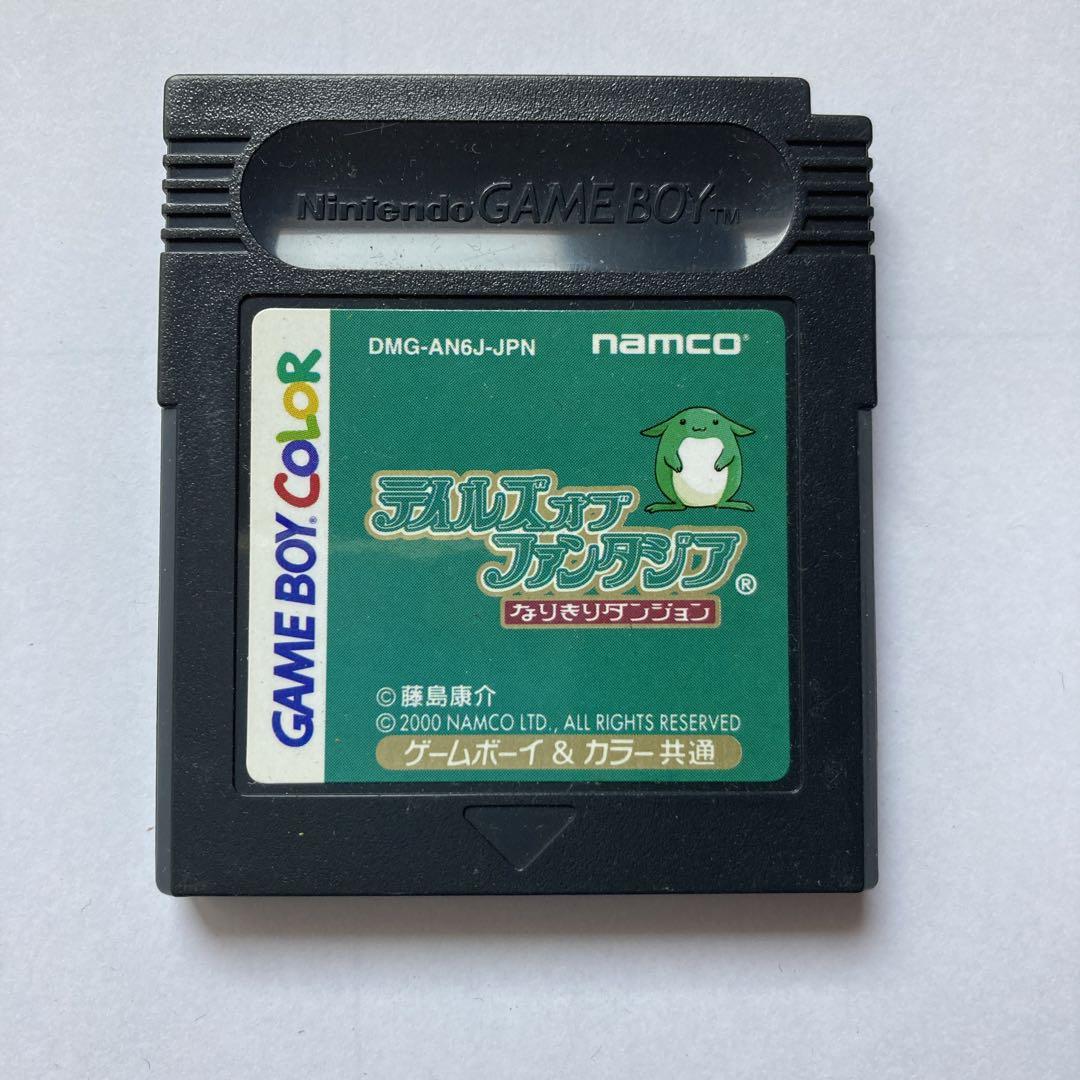 Nintendo GAME BOY™
GAME BOY® COLOR
DMG-AN6J-JPN
namco®
テイルズオブ
ファンタジア®
なりきりダンジョン
©藤島康介
© 2000 NAMCO LTD., ALL RIGHTS RESERVED
ゲームボーイ & カラー共通